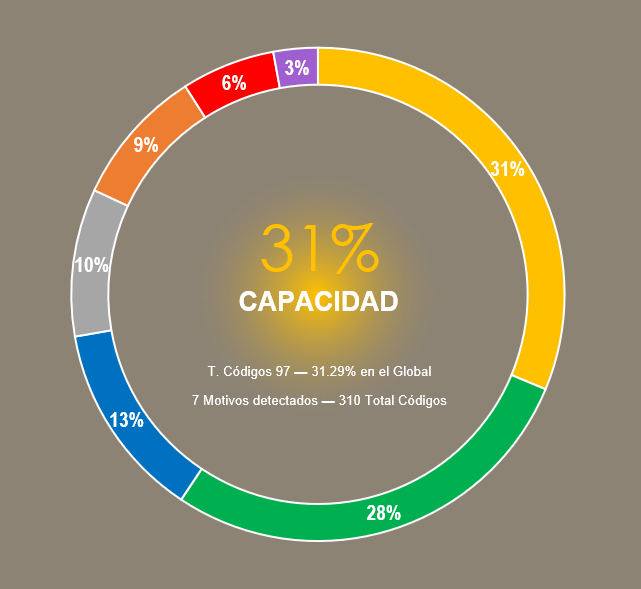 3%
6%
31%
9%
10%
31%
CAPACIDAD
T. Códigos 97 — 31.29% en el Global
7 Motivos detectados — 310 Total Códigos
13%
28%